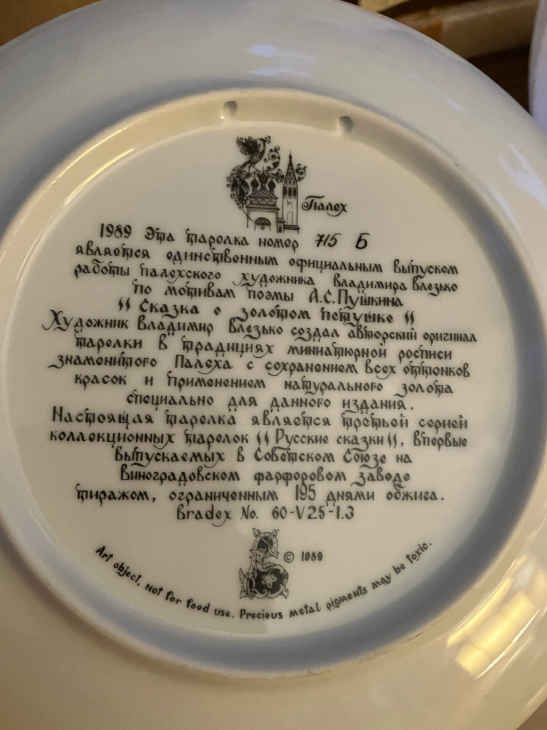 Палех
1989 Эта тарелка номер 715 Б
является единственным официальным выпуском
работы палехского художника Владимира Влезько
по мотивам поэмы А.С.Пушкина
"Сказка о золотом петушке"
Художник Владимир Влезько создал авторский оригинал
тарелки в традициях миниатюрной росписи
знаменитого Палеха с сохранением всех оттенков
красок и применением натурального золота
специально для данного издания.
Настоящая тарелка является третьей серией
коллекционных тарелок "Русские сказки", впервые
выпускаемых в Советском Союзе на
Виноградовском фарфоровом заводе
тиражом, ограниченным 195 днями обжига.
Bradex No. 60-V25-1.3
© 1989
Art object, not for food use. Precious metal pigments may be toxic.